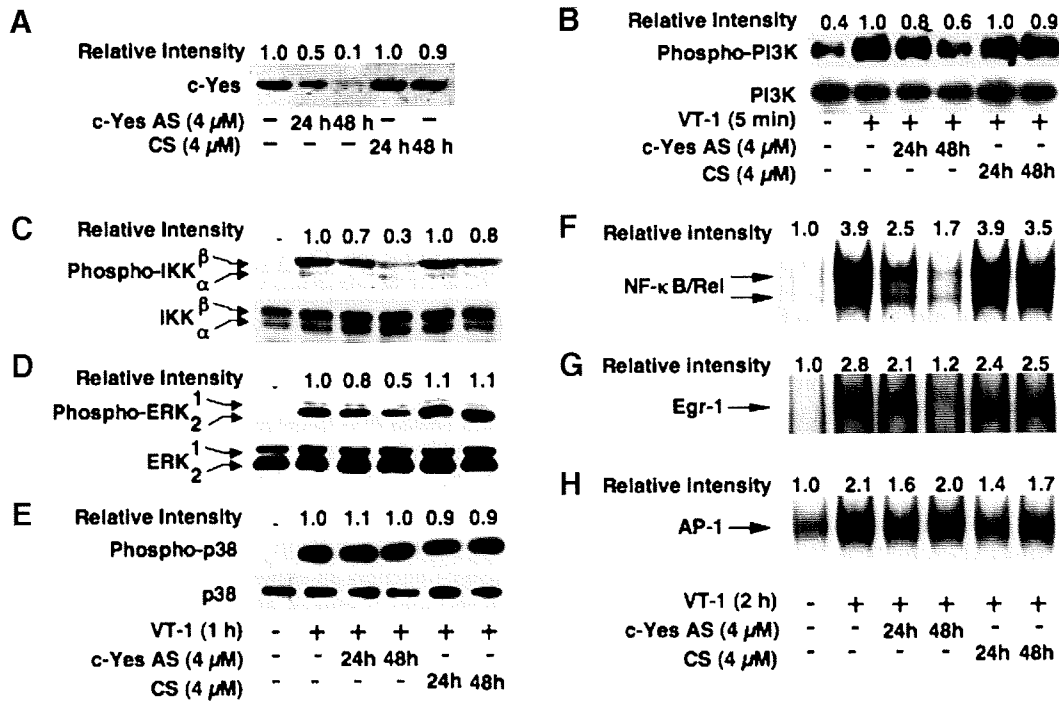 A
Relative Intensity 1.0 0.5 0.1 1.0 0.9
c-Yes
c-Yes AS (4 μM) – 24 h 48 h – –
CS (4 μM) – – – 24 h 48 h
B
0.4 1.0 0.8 0.6 1.0 0.9
Phospho-PI3K
PI3K
VT-1 (5 min) - + + + + +
c-Yes AS (4 μM) - - 24h 48h - -
CS (4 μM) - - - - 24h 48h
C
Relative Intensity - 1.0 0.7 0.3 1.0 0.8
Phospho-IKK β α
IKK β α
D
Relative Intensity - 1.0 0.8 0.5 1.1 1.1
Phospho-ERK 1 2
ERK 1 2
E
Relative Intensity 1.0 1.1 1.0 0.9 0.9
Phospho-p38
p38
VT-1 (1 h) - + + + + +
c-Yes AS (4 μM) - - 24h 48h - -
CS (4 μM) - - - - 24h 48h
F
Relative intensity 1.0 3.9 2.5 1.7 3.9 3.5
NF-κB/Rel
G
Relative intensity 1.0 2.8 2.1 1.2 2.4 2.5
Egr-1
H
Relative intensity 1.0 2.1 1.6 2.0 1.4 1.7
AP-1
VT-1 (2 h) - + + + + +
c-Yes AS (4 μM) - - 24h 48h - -
CS (4 μM) - - - - 24h 48h